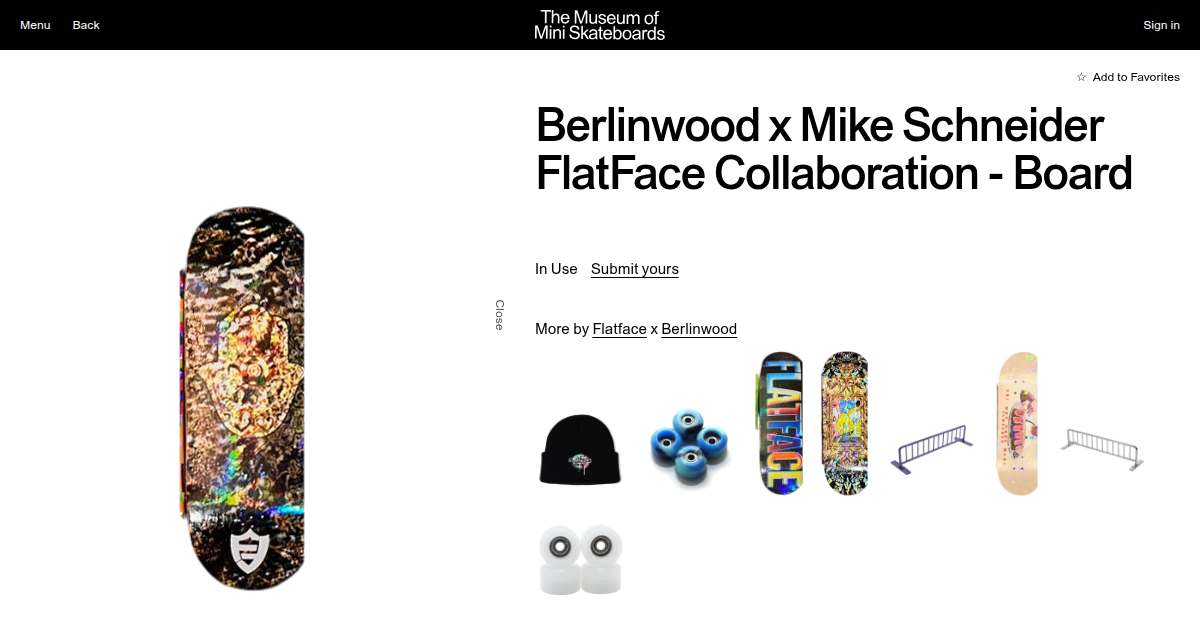 Menu
Back
The Museum of
Mini Skateboards
Sign in
☆ Add to Favorites
Berlinwood x Mike Schneider
FlatFace Collaboration - Board
In Use Submit yours
Close
More by Flatface x Berlinwood
FLATFACE